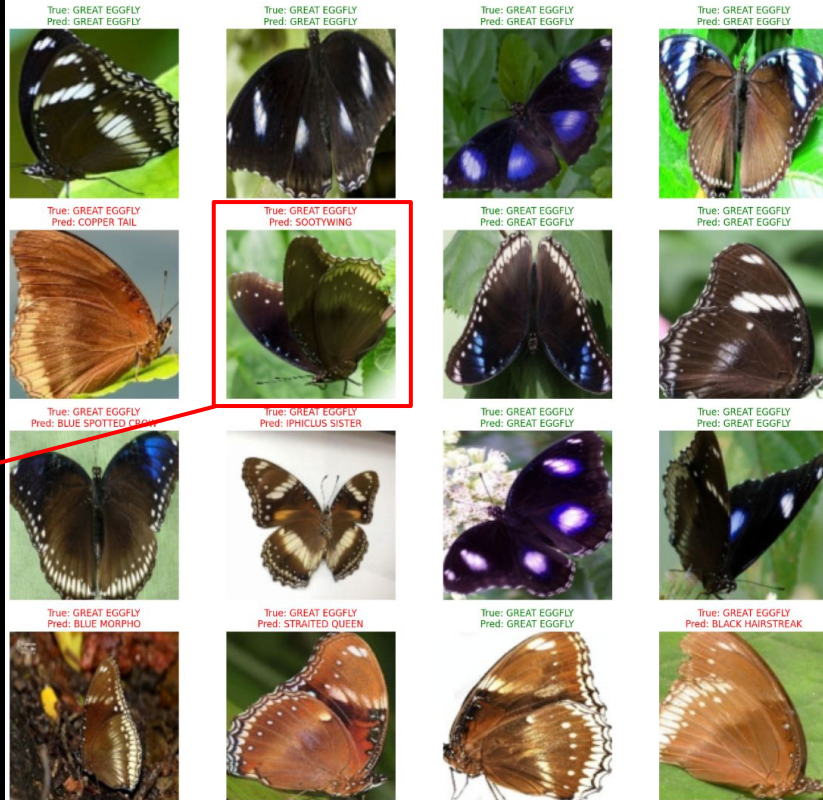 True: GREAT EGGFLY
Pred: GREAT EGGFLY
True: GREAT EGGFLY
Pred: GREAT EGGFLY
True: GREAT EGGFLY
Pred: GREAT EGGFLY
True: GREAT EGGFLY
Pred: GREAT EGGFLY
True: GREAT EGGFLY
Pred: COPPER TAIL
True: GREAT EGGFLY
Pred: SOOTYWING
True: GREAT EGGFLY
Pred: GREAT EGGFLY
True: GREAT EGGFLY
Pred: GREAT EGGFLY
True: GREAT EGGFLY
Pred: BLUE SPOTTED CROW
True: GREAT EGGFLY
Pred: IPHICLUS SISTER
True: GREAT EGGFLY
Pred: GREAT EGGFLY
True: GREAT EGGFLY
Pred: GREAT EGGFLY
True: GREAT EGGFLY
Pred: BLUE MORPHO
True: GREAT EGGFLY
Pred: STRAITED QUEEN
True: GREAT EGGFLY
Pred: GREAT EGGFLY
True: GREAT EGGFLY
Pred: BLACK HAIRSTREAK